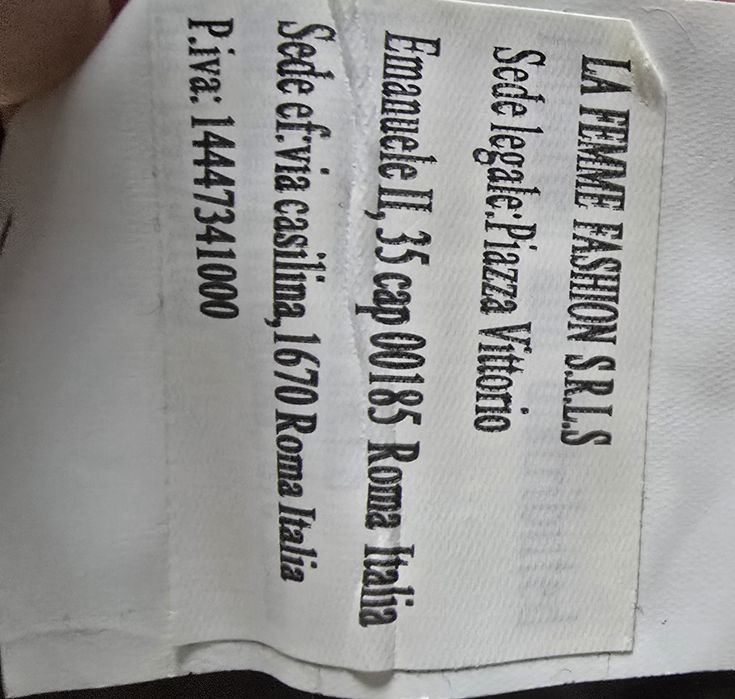 LA FEMME FASHION S.R.L.S
Sede legale:Piazza Vittorio
Emanuele II, 35 cap 00185 Roma Italia
Sede ef:via casilina,1670 Roma Italia
P.iva: 14447341000